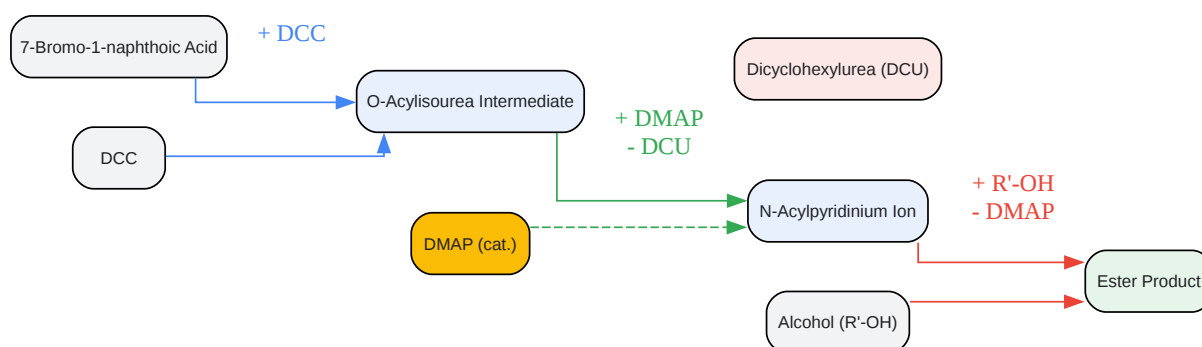 7-Bromo-1-naphthoic Acid
+ DCC
Dicyclohexylurea (DCU)
O-Acylisourea Intermediate
+ DMAP
- DCU
DCC
+ R'-OH
- DMAP
N-Acylpyridinium Ion
DMAP (cat.)
Ester Product
Alcohol (R'-OH)